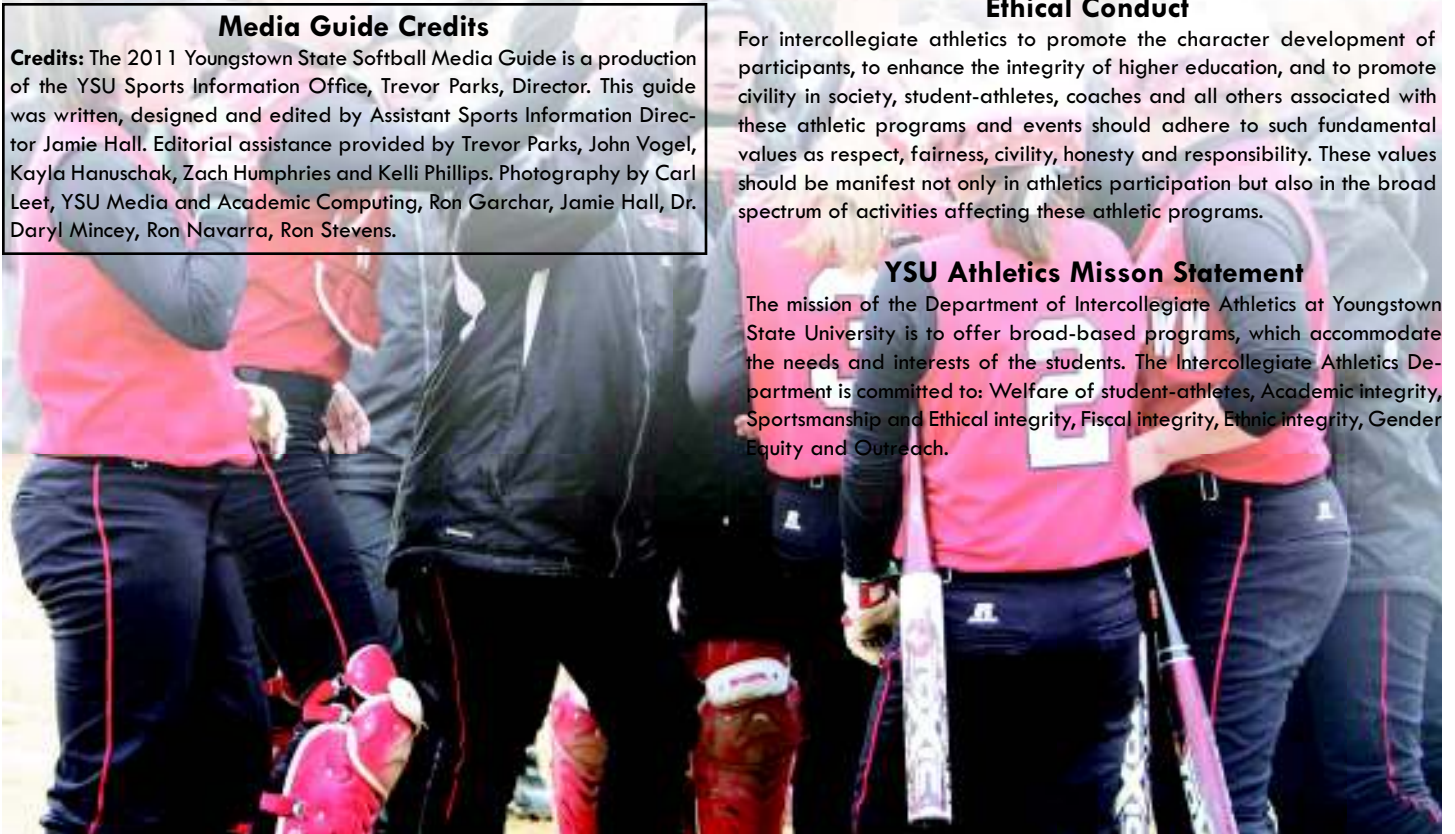 Media Guide Credits
Credits: The 2011 Youngstown State Softball Media Guide is a production
of the YSU Sports Information Office, Trevor Parks, Director. This guide
was written, designed and edited by Assistant Sports Information Direc-
tor Jamie Hall. Editorial assistance provided by Trevor Parks, John Vogel,
Kayla Hanuschak, Zach Humphries and Kelli Phillips. Photography by Carl
Leet, YSU Media and Academic Computing, Ron Garchar, Jamie Hall, Dr.
Daryl Mincey, Ron Navarra, Ron Stevens.
Ethical Conduct
For intercollegiate athletics to promote the character development of
participants, to enhance the integrity of higher education, and to promote
civility in society, student-athletes, coaches and all others associated with
these athletic programs and events should adhere to such fundamental
values as respect, fairness, civility, honesty and responsibility. These values
should be manifest not only in athletics participation but also in the broad
spectrum of activities affecting these athletic programs.
YSU Athletics Misson Statement
The mission of the Department of Intercollegiate Athletics at Youngstown
State University is to offer broad-based programs, which accommodate
the needs and interests of the students. The Intercollegiate Athletics De-
partment is committed to: Welfare of student-athletes, Academic integrity,
Sportsmanship and Ethical integrity, Fiscal integrity, Ethnic integrity, Gender
Equity and Outreach.
2